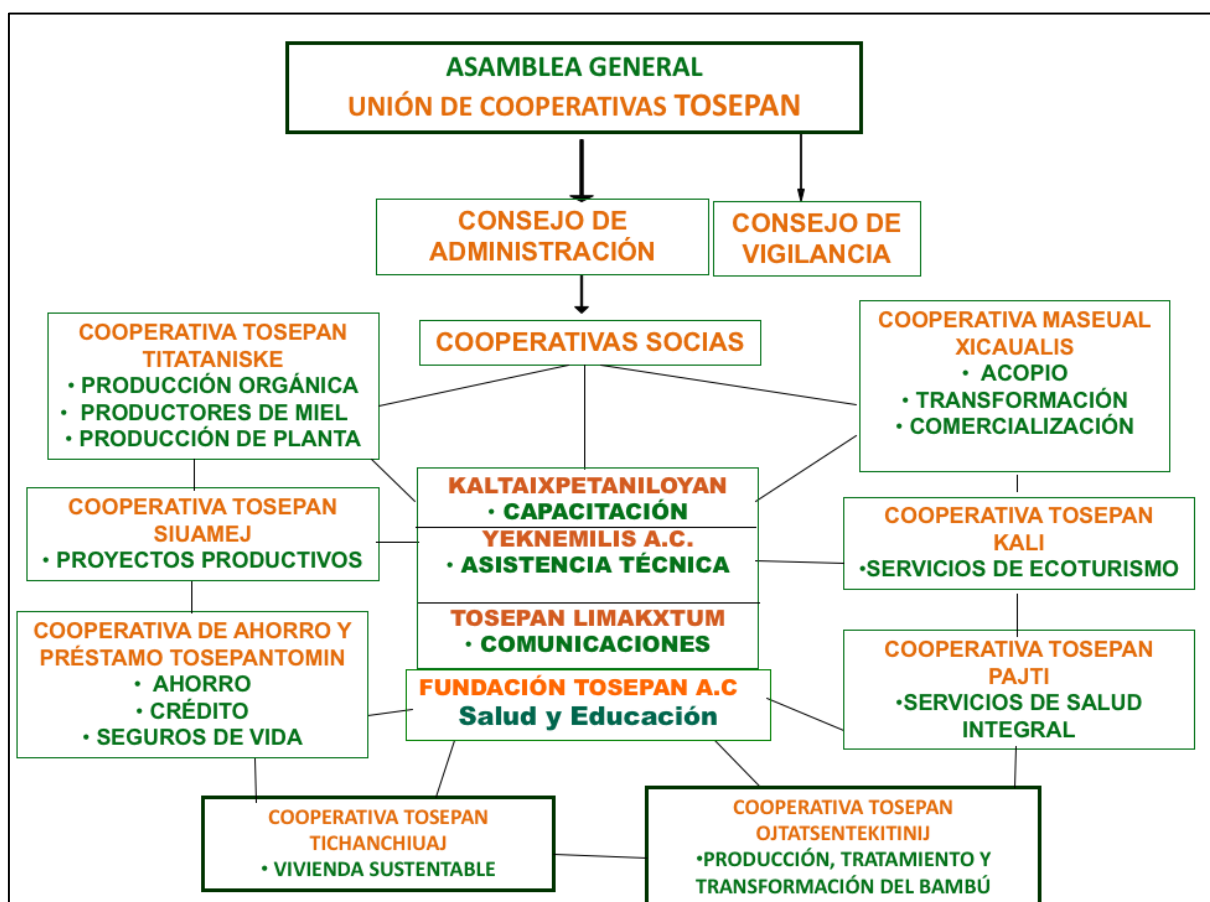 ASAMBLEA GENERAL
UNIÓN DE COOPERATIVAS TOSEPAN
CONSEJO DE
ADMINISTRACIÓN
CONSEJO DE
VIGILANCIA
COOPERATIVAS SOCIAS
COOPERATIVA TOSEPAN
TITATANISKE
• PRODUCCIÓN ORGÁNICA
• PRODUCTORES DE MIEL
• PRODUCCIÓN DE PLANTA
COOPERATIVA MASEUAL
XICAUALIS
• ACOPIO
• TRANSFORMACIÓN
• COMERCIALIZACIÓN
KALTAIXPETANILOYAN
• CAPACITACIÓN
YEKNEMILIS A.C.
• ASISTENCIA TÉCNICA
TOSEPAN LIMAKXTUM
• COMUNICACIONES
FUNDACIÓN TOSEPAN A.C
Salud y Educación
COOPERATIVA TOSEPAN
SIUAMEJ
• PROYECTOS PRODUCTIVOS
COOPERATIVA TOSEPAN
KALI
•SERVICIOS DE ECOTURISMO
COOPERATIVA DE AHORRO Y
PRÉSTAMO TOSEPANTOMIN
• AHORRO
• CRÉDITO
• SEGUROS DE VIDA
COOPERATIVA TOSEPAN
PAJTI
•SERVICIOS DE SALUD
INTEGRAL
COOPERATIVA TOSEPAN
TICHANCHIUAJ
• VIVIENDA SUSTENTABLE
COOPERATIVA TOSEPAN
OJTATSENTEKITINIJ
•PRODUCCIÓN, TRATAMIENTO Y
TRANSFORMACIÓN DEL BAMBÚ